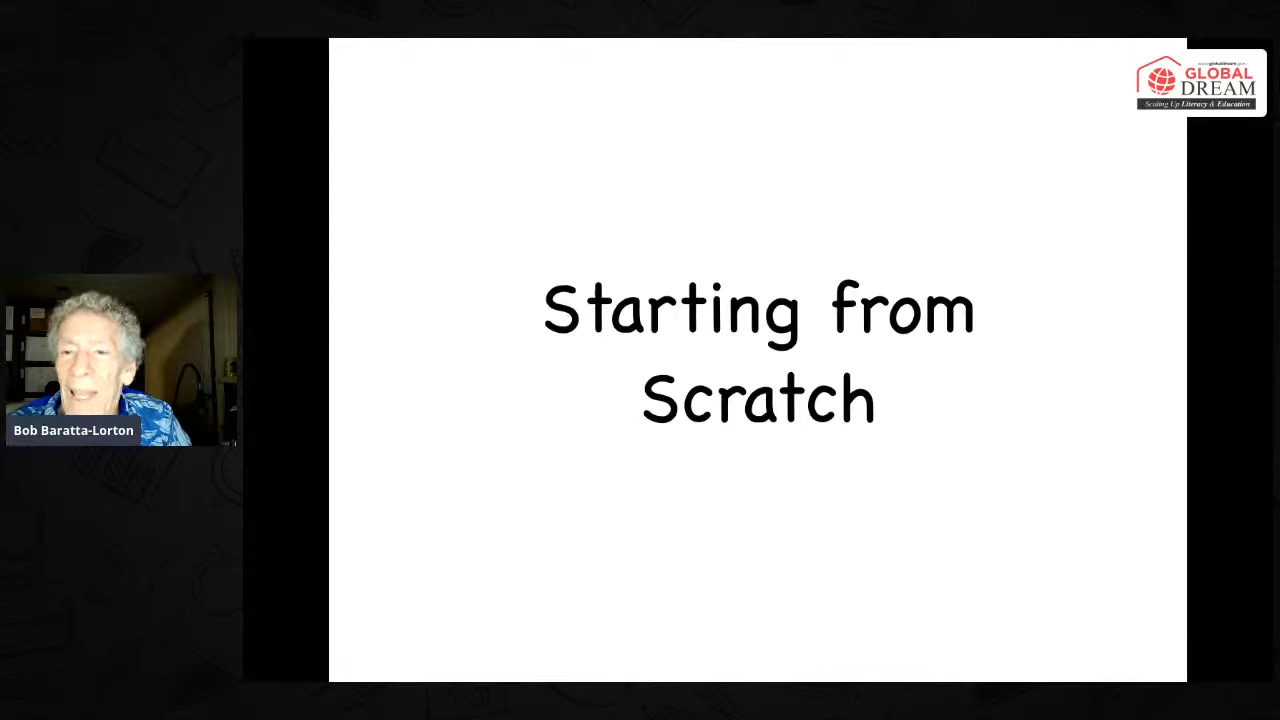 GLOBAL
DREAM
Scaling Up Literacy & Education
Starting from
Scratch
Bob Baratta-Lorton